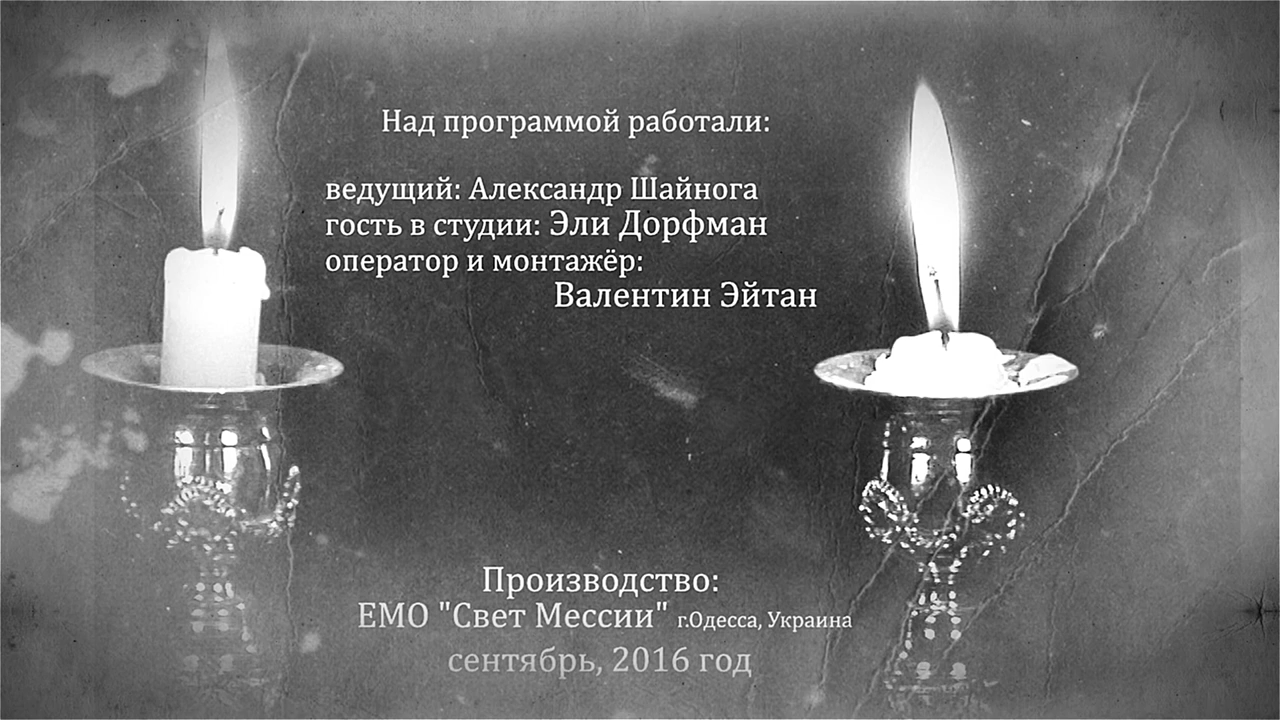 Над программой работали:
ведущий: Александр Шайнога
гость в студии: Эли Дорфман
оператор и монтажёр:
Валентин Эйтан
Производство:
ЕМО "Свет Мессии" г.Одесса, Украина
сентябрь, 2016 год